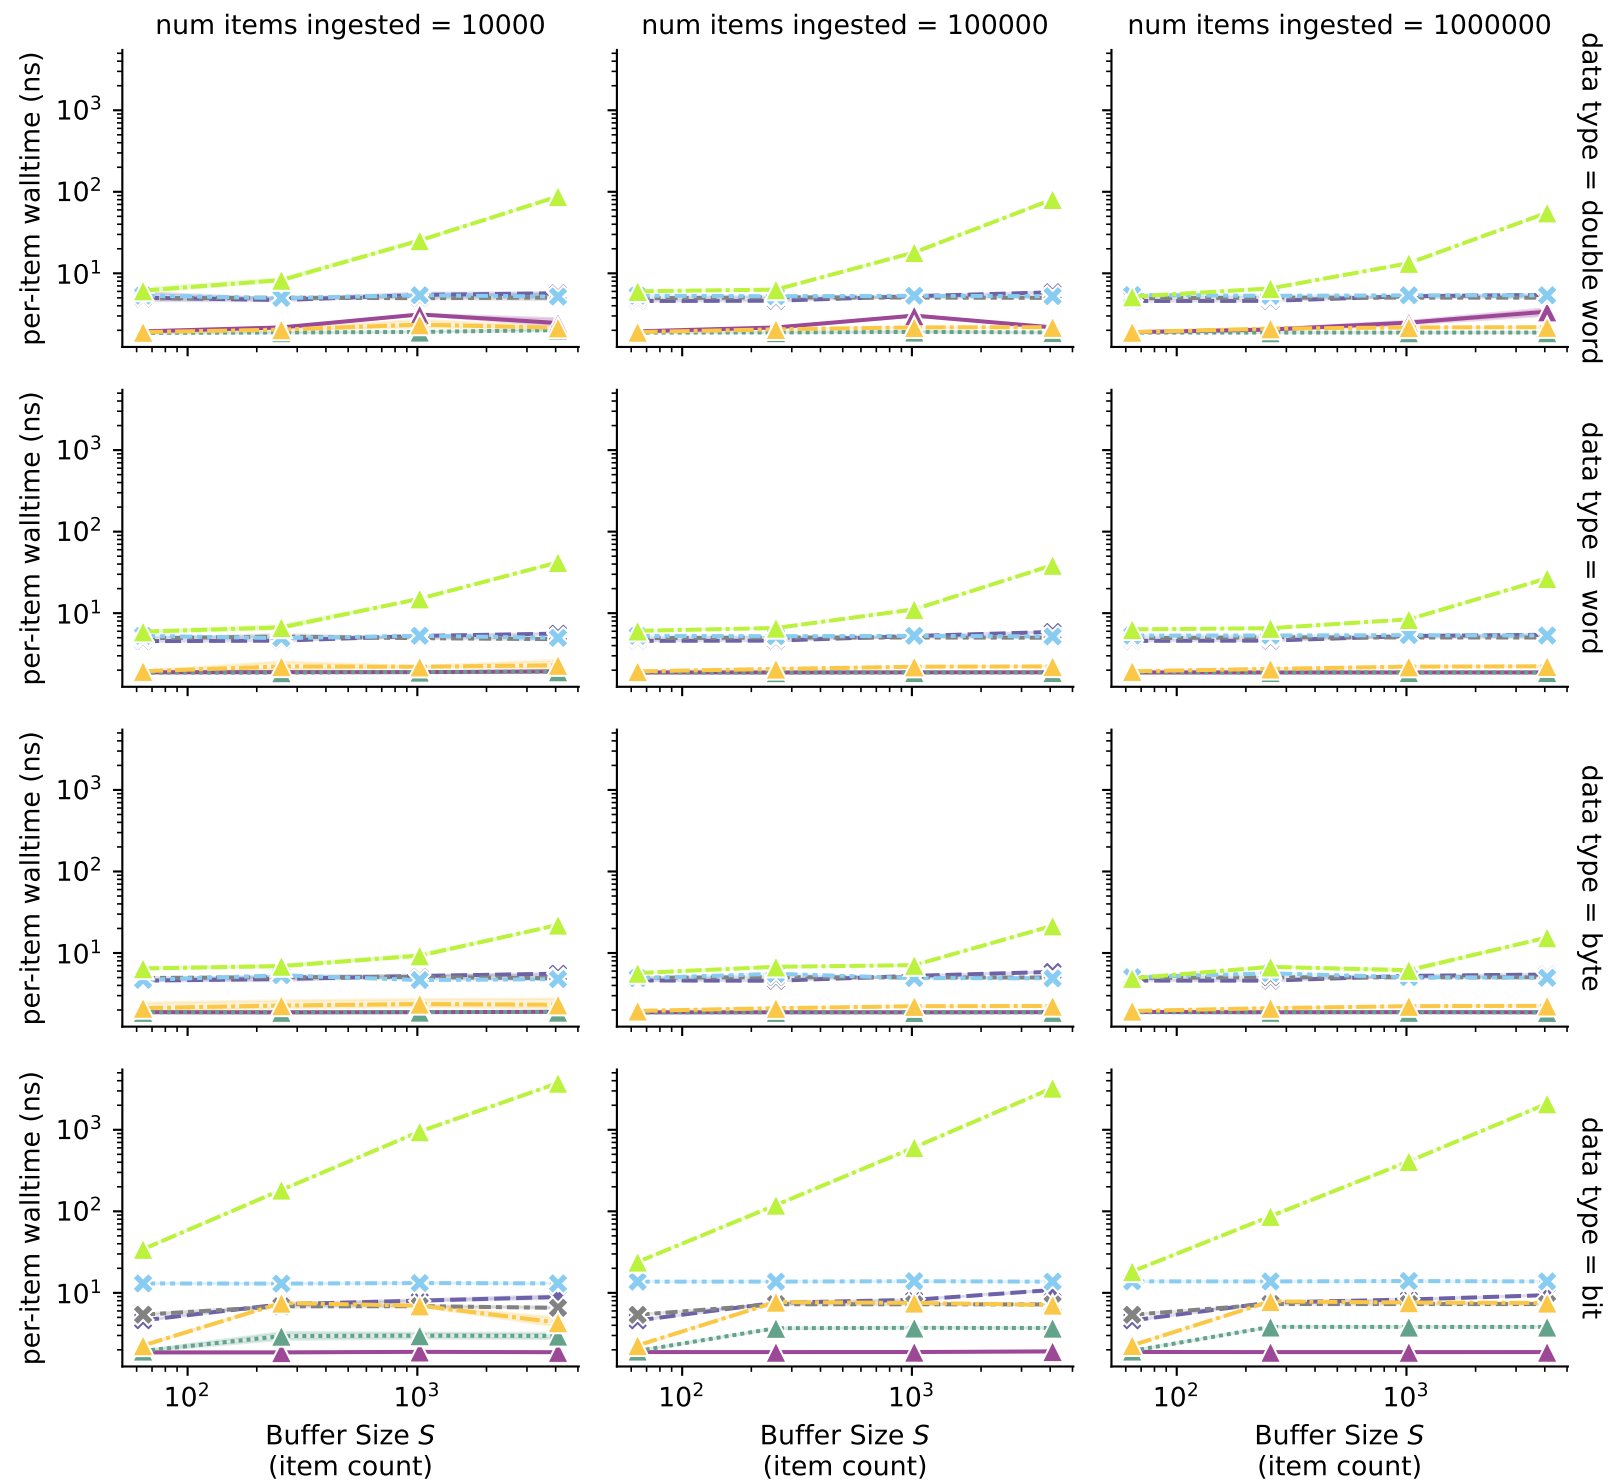 num items ingested = 10000
num items ingested = 100000
num items ingested = 1000000
per-item walltime (ns)
10³
10²
10¹
data type = double word
per-item walltime (ns)
10³
10²
10¹
data type = word
per-item walltime (ns)
10³
10²
10¹
data type = byte
per-item walltime (ns)
10³
10²
10¹
data type = bit
10² 10³
10² 10³
10² 10³
Buffer Size S
(item count)
Buffer Size S
(item count)
Buffer Size S
(item count)